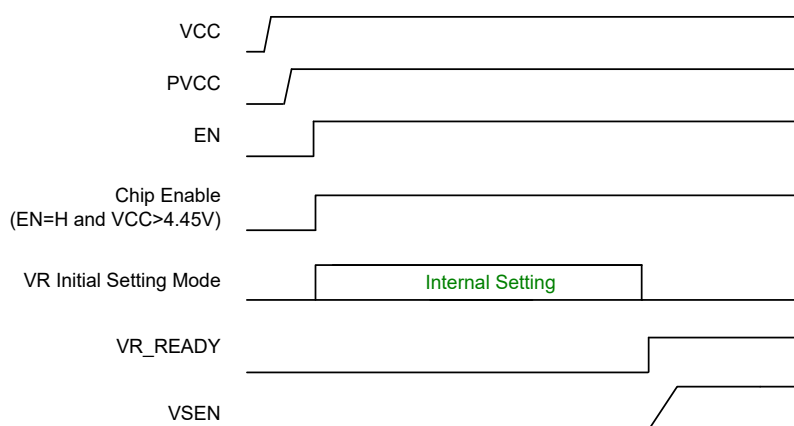 VCC
PVCC
EN
Chip Enable
(EN=H and VCC>4.45V)
VR Initial Setting Mode
Internal Setting
VR_READY
VSEN